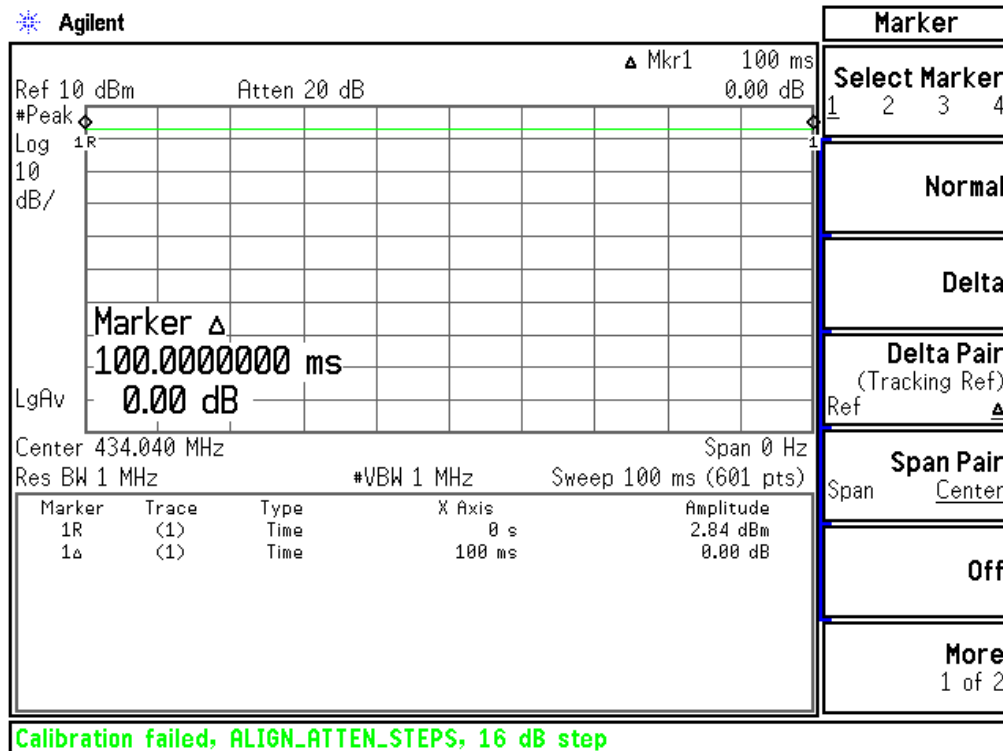 Agilent
Marker
Δ Mkr1 100 ms
Ref 10 dBm Atten 20 dB 0.00 dB
#Peak
Log
10
dB/
1R
1
Marker Δ
100.0000000 ms
0.00 dB
LgAv
Center 434.040 MHz Span 0 Hz
Res BW 1 MHz #VBW 1 MHz Sweep 100 ms (601 pts)
Marker Trace Type X Axis Amplitude
1R (1) Time 0 s 2.84 dBm
1Δ (1) Time 100 ms 0.00 dB
Select Marker
1 2 3 4
Normal
Delta
Delta Pair
(Tracking Ref)
Ref Δ
Span Pair
Span Center
Off
More
1 of 2
Calibration failed, ALIGN_ATTEN_STEPS, 16 dB step